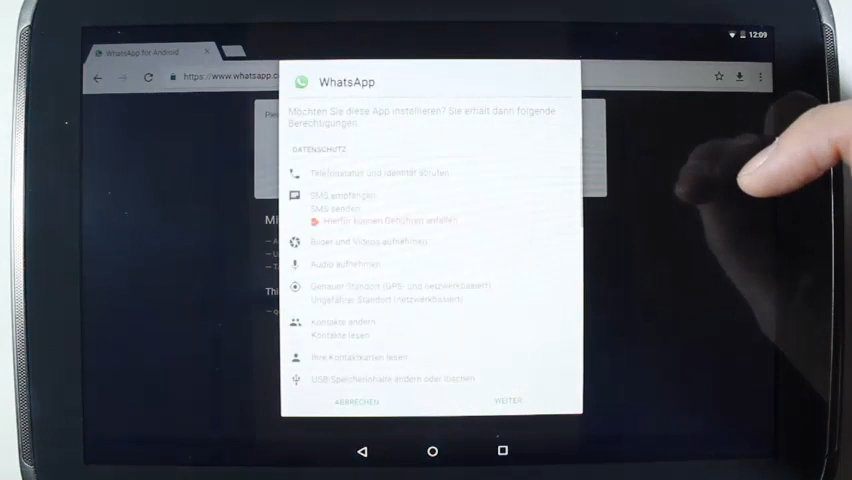 12:09
WhatsApp for Android
https://www.whatsapp.c
WhatsApp
Möchten Sie diese App installieren? Sie erhält dann folgende
Berechtigungen.
DATENSCHUTZ
Telefonstatus und Identität abrufen
SMS empfangen
SMS senden
Hierfür können Gebühren anfallen.
Bilder und Videos aufnehmen
Audio aufnehmen
Genauer Standort (GPS- und netzwerkbasiert)
Ungefährer Standort (netzwerkbasiert)
Kontakte ändern
Kontakte lesen
Ihre Kontaktkarten lesen
USB-Speicherinhalte ändern oder löschen
ABBRECHEN
WEITER